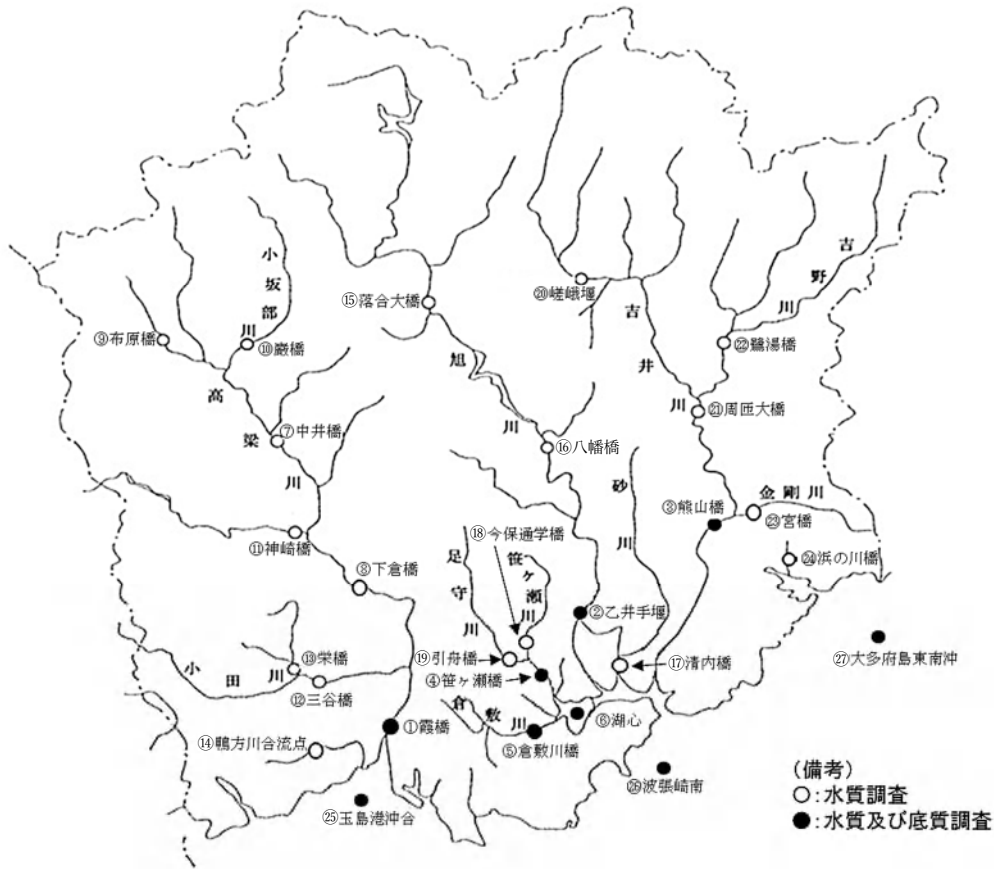 小坂部川
吉野川
⑮落合大橋
⑳嵯峨堰
吉井川
⑨布原橋
⑩巖橋
㉒鷺湯橋
旭川
高梁川
㉑周匝大橋
⑦中井橋
⑯八幡橋
砂川
金剛川
③熊山橋
㉓宮橋
⑪神崎橋
⑱今保通学橋
笹ヶ瀬川
足守川
㉔浜の川橋
⑧下倉橋
②乙井手堰
㉗大多府島東南沖
⑲引舟橋
⑰清内橋
⑬栄橋
小田川
④笹ヶ瀬橋
⑫三谷橋
倉敷川
⑥湖心
①霞橋
⑭鴨方川合流点
⑤倉敷川橋
㉖波張崎南
㉕玉島港沖合
(備考)
○:水質調査
●:水質及び底質調査